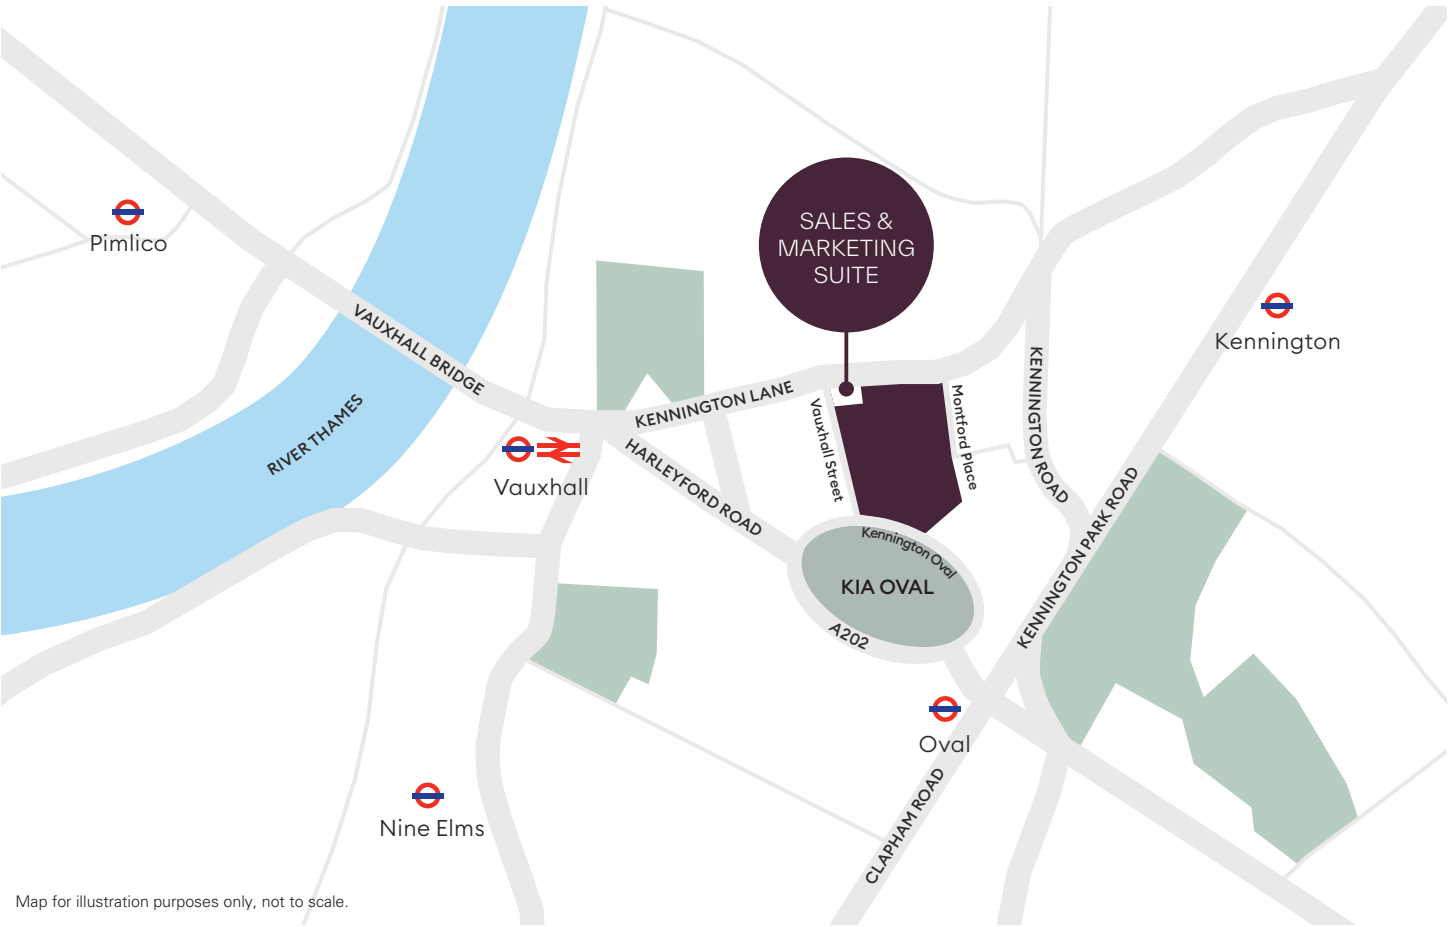 SALES &
MARKETING
SUITE
Pimlico
VAUXHALL BRIDGE
RIVER THAMES
Kennington
KENNINGTON LANE
KENNINGTON ROAD
Vauxhall Street
Montford Place
HARLEYFORD ROAD
Vauxhall
Kennington Oval
KIA OVAL
A202
KENNINGTON PARK ROAD
Oval
CLAPHAM ROAD
Nine Elms
Map for illustration purposes only, not to scale.